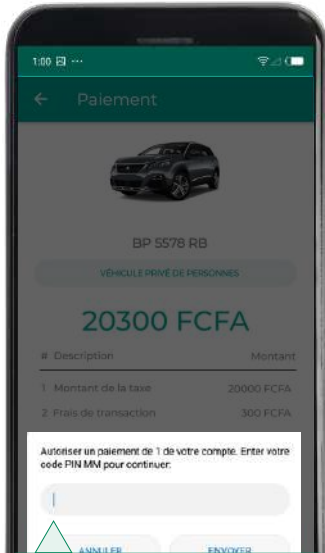 1:00 ...
Paiement
BP 5578 RB
VÉHICULE PRIVÉ DE PERSONNES
20300 FCFA
# Description Montant
1 Montant de la taxe 20000 FCFA
2 Frais de transaction 300 FCFA
Autoriser un paiement de 1 de votre compte. Enter votre
code PIN MM pour continuer:
ANNULER ENVOYER